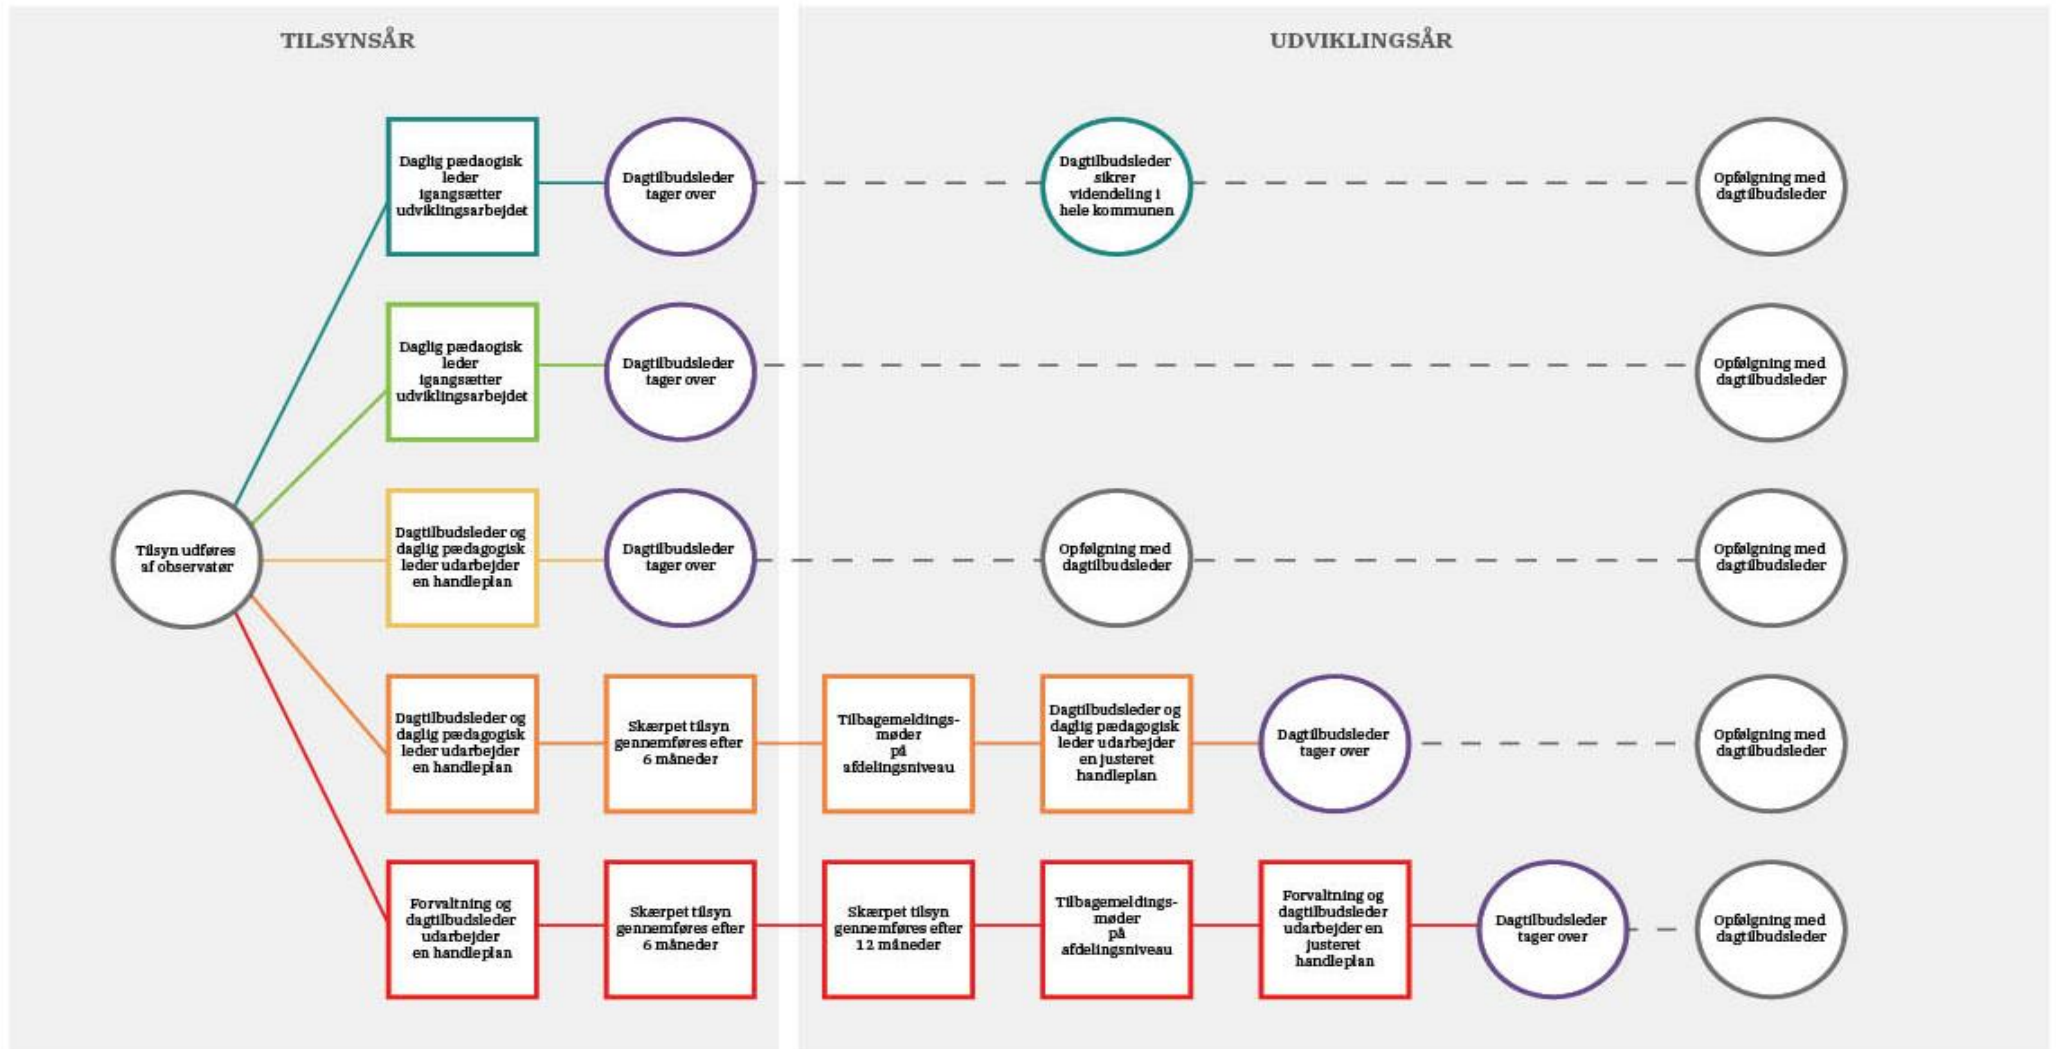 TILSYNSÅR
UDVIKLINGSÅR
Daglig pædaogisk
leder
igangsætter
udviklingsarbejdet
Dagtilbudsleder
tager over
Dagtilbudsleder
sikrer
videndeling i
hele kommunen
Opfølgning med
dagtilbudsleder
Daglig pædaogisk
leder
igangsætter
udviklingsarbejdet
Dagtilbudsleder
tager over
Opfølgning med
dagtilbudsleder
Tilsyn udføres
af observatør
Dagtilbudsleder og
daglig pædagogisk
leder udarbejder
en handleplan
Dagtilbudsleder
tager over
Opfølgning med
dagtilbudsleder
Opfølgning med
dagtilbudsleder
Dagtilbudsleder og
daglig pædagogisk
leder udarbejder
en handleplan
Skærpet tilsyn
gennemføres efter
6 måneder
Tilbagemeldings-
møder
på
afdelingsniveau
Dagtilbudsleder og
daglig pædagogisk
leder udarbejder
en justeret
handleplan
Dagtilbudsleder
tager over
Opfølgning med
dagtilbudsleder
Forvaltning og
dagtilbudsleder
udarbejder
en handleplan
Skærpet tilsyn
gennemføres efter
6 måneder
Skærpet tilsyn
gennemføres efter
12 måneder
Tilbagemeldings-
møder
på
afdelingsniveau
Forvaltning og
dagtilbudsleder
udarbejder en
justeret
handleplan
Dagtilbudsleder
tager over
Opfølgning med
dagtilbudsleder